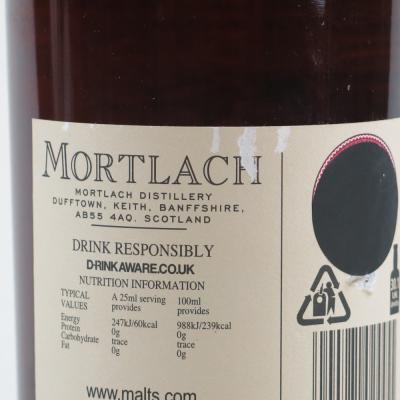 MORTLACH
MORTLACH DISTILLERY
DUFFTOWN, KEITH, BANFFSHIRE,
AB55 4AQ. SCOTLAND
DRINK RESPONSIBLY
DRINKAWARE.CO.UK
NUTRITION INFORMATION
TYPICAL VALUES A 25ml serving provides 100ml provides
Energy 247kJ/60kcal 988kJ/239kcal
Protein 0g 0g
Carbohydrate trace trace
Fat 0g 0g
www.malts.com